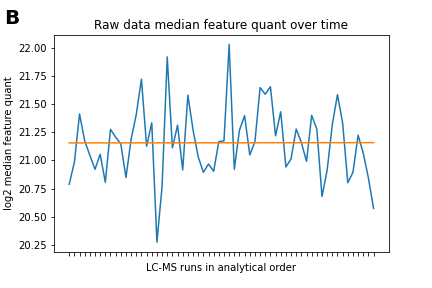 B
Raw data median feature quant over time
log2 median feature quant
22.00
21.75
21.50
21.25
21.00
20.75
20.50
20.25
LC-MS runs in analytical order